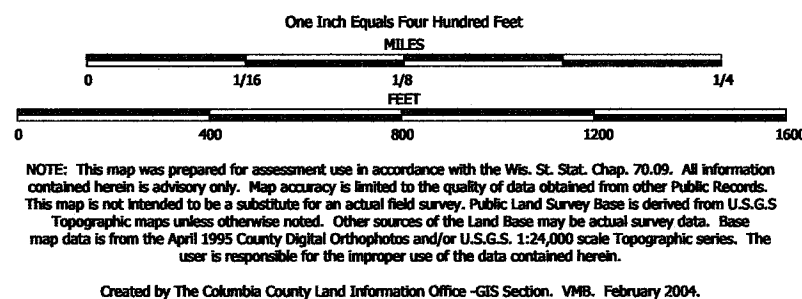 One Inch Equals Four Hundred Feet
MILES
0 1/16 1/8 1/4
FEET
0 400 800 1200 1600
NOTE: This map was prepared for assessment use in accordance with the Wis. St. Stat. Chap. 70.09. All information
contained herein is advisory only. Map accuracy is limited to the quality of data obtained from other Public Records.
This map is not intended to be a substitute for an actual field survey. Public Land Survey Base is derived from U.S.G.S
Topographic maps unless otherwise noted. Other sources of the Land Base may be actual survey data. Base
map data is from the April 1995 County Digital Orthophotos and/or U.S.G.S. 1:24,000 scale Topographic series. The
user is responsible for the improper use of the data contained herein.
Created by The Columbia County Land Information Office -GIS Section. VMB. February 2004.